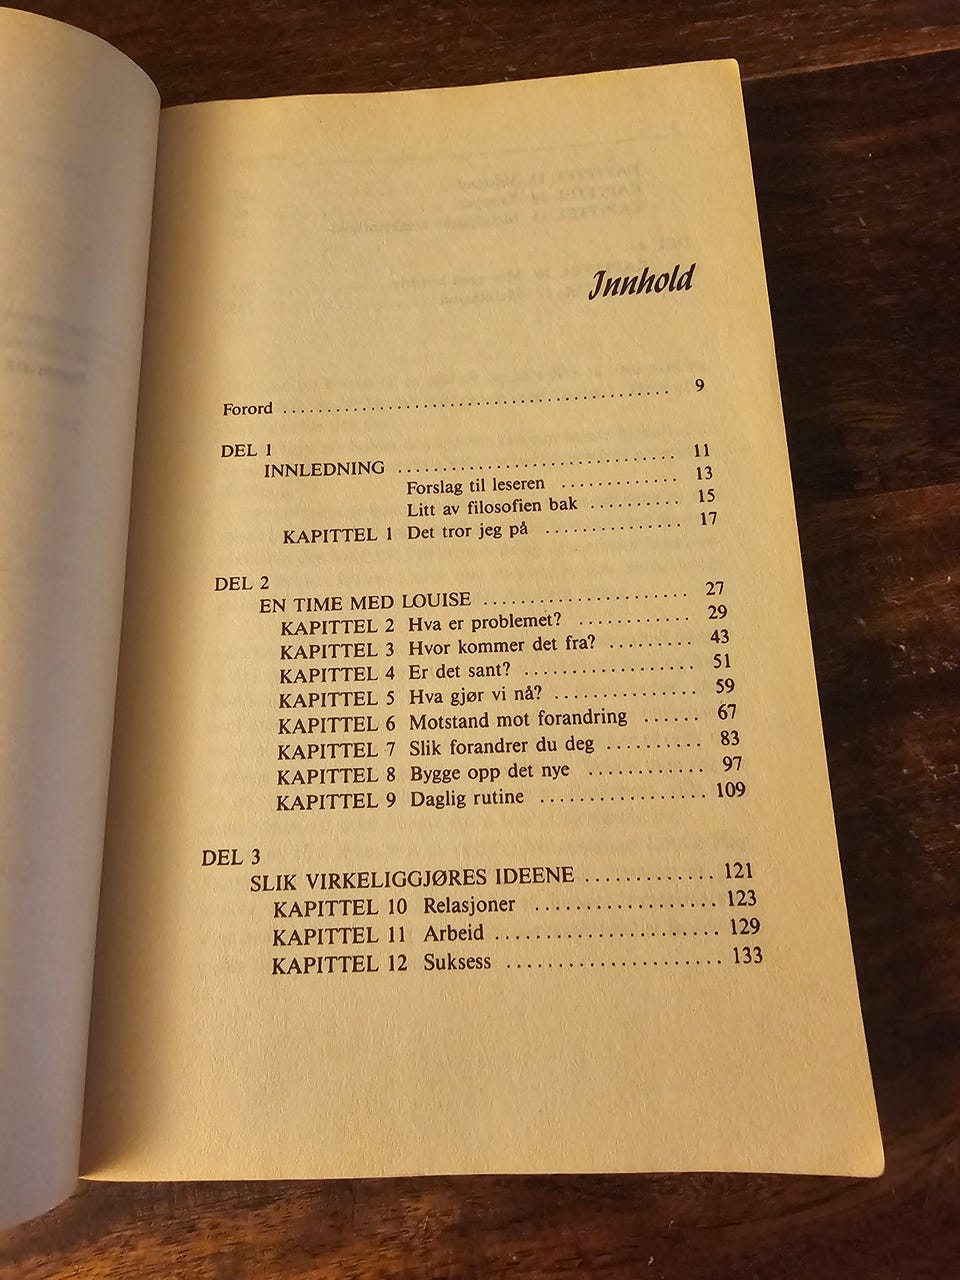 Innhold
Forord ........................................... 9
DEL 1
INNLEDNING ............................... 11
Forslag til leseren ............. 13
Litt av filosofien bak .......... 15
KAPITTEL 1 Det tror jeg på ............... 17
DEL 2
EN TIME MED LOUISE ....................... 27
KAPITTEL 2 Hva er problemet? ............ 29
KAPITTEL 3 Hvor kommer det fra? ......... 43
KAPITTEL 4 Er det sant? ................... 51
KAPITTEL 5 Hva gjør vi nå? ................ 59
KAPITTEL 6 Motstand mot forandring ...... 67
KAPITTEL 7 Slik forandrer du deg .......... 83
KAPITTEL 8 Bygge opp det nye ............ 97
KAPITTEL 9 Daglig rutine ................. 109
DEL 3
SLIK VIRKELIGGJØRES IDEENE ............. 121
KAPITTEL 10 Relasjoner .................. 123
KAPITTEL 11 Arbeid ...................... 129
KAPITTEL 12 Suksess ..................... 133